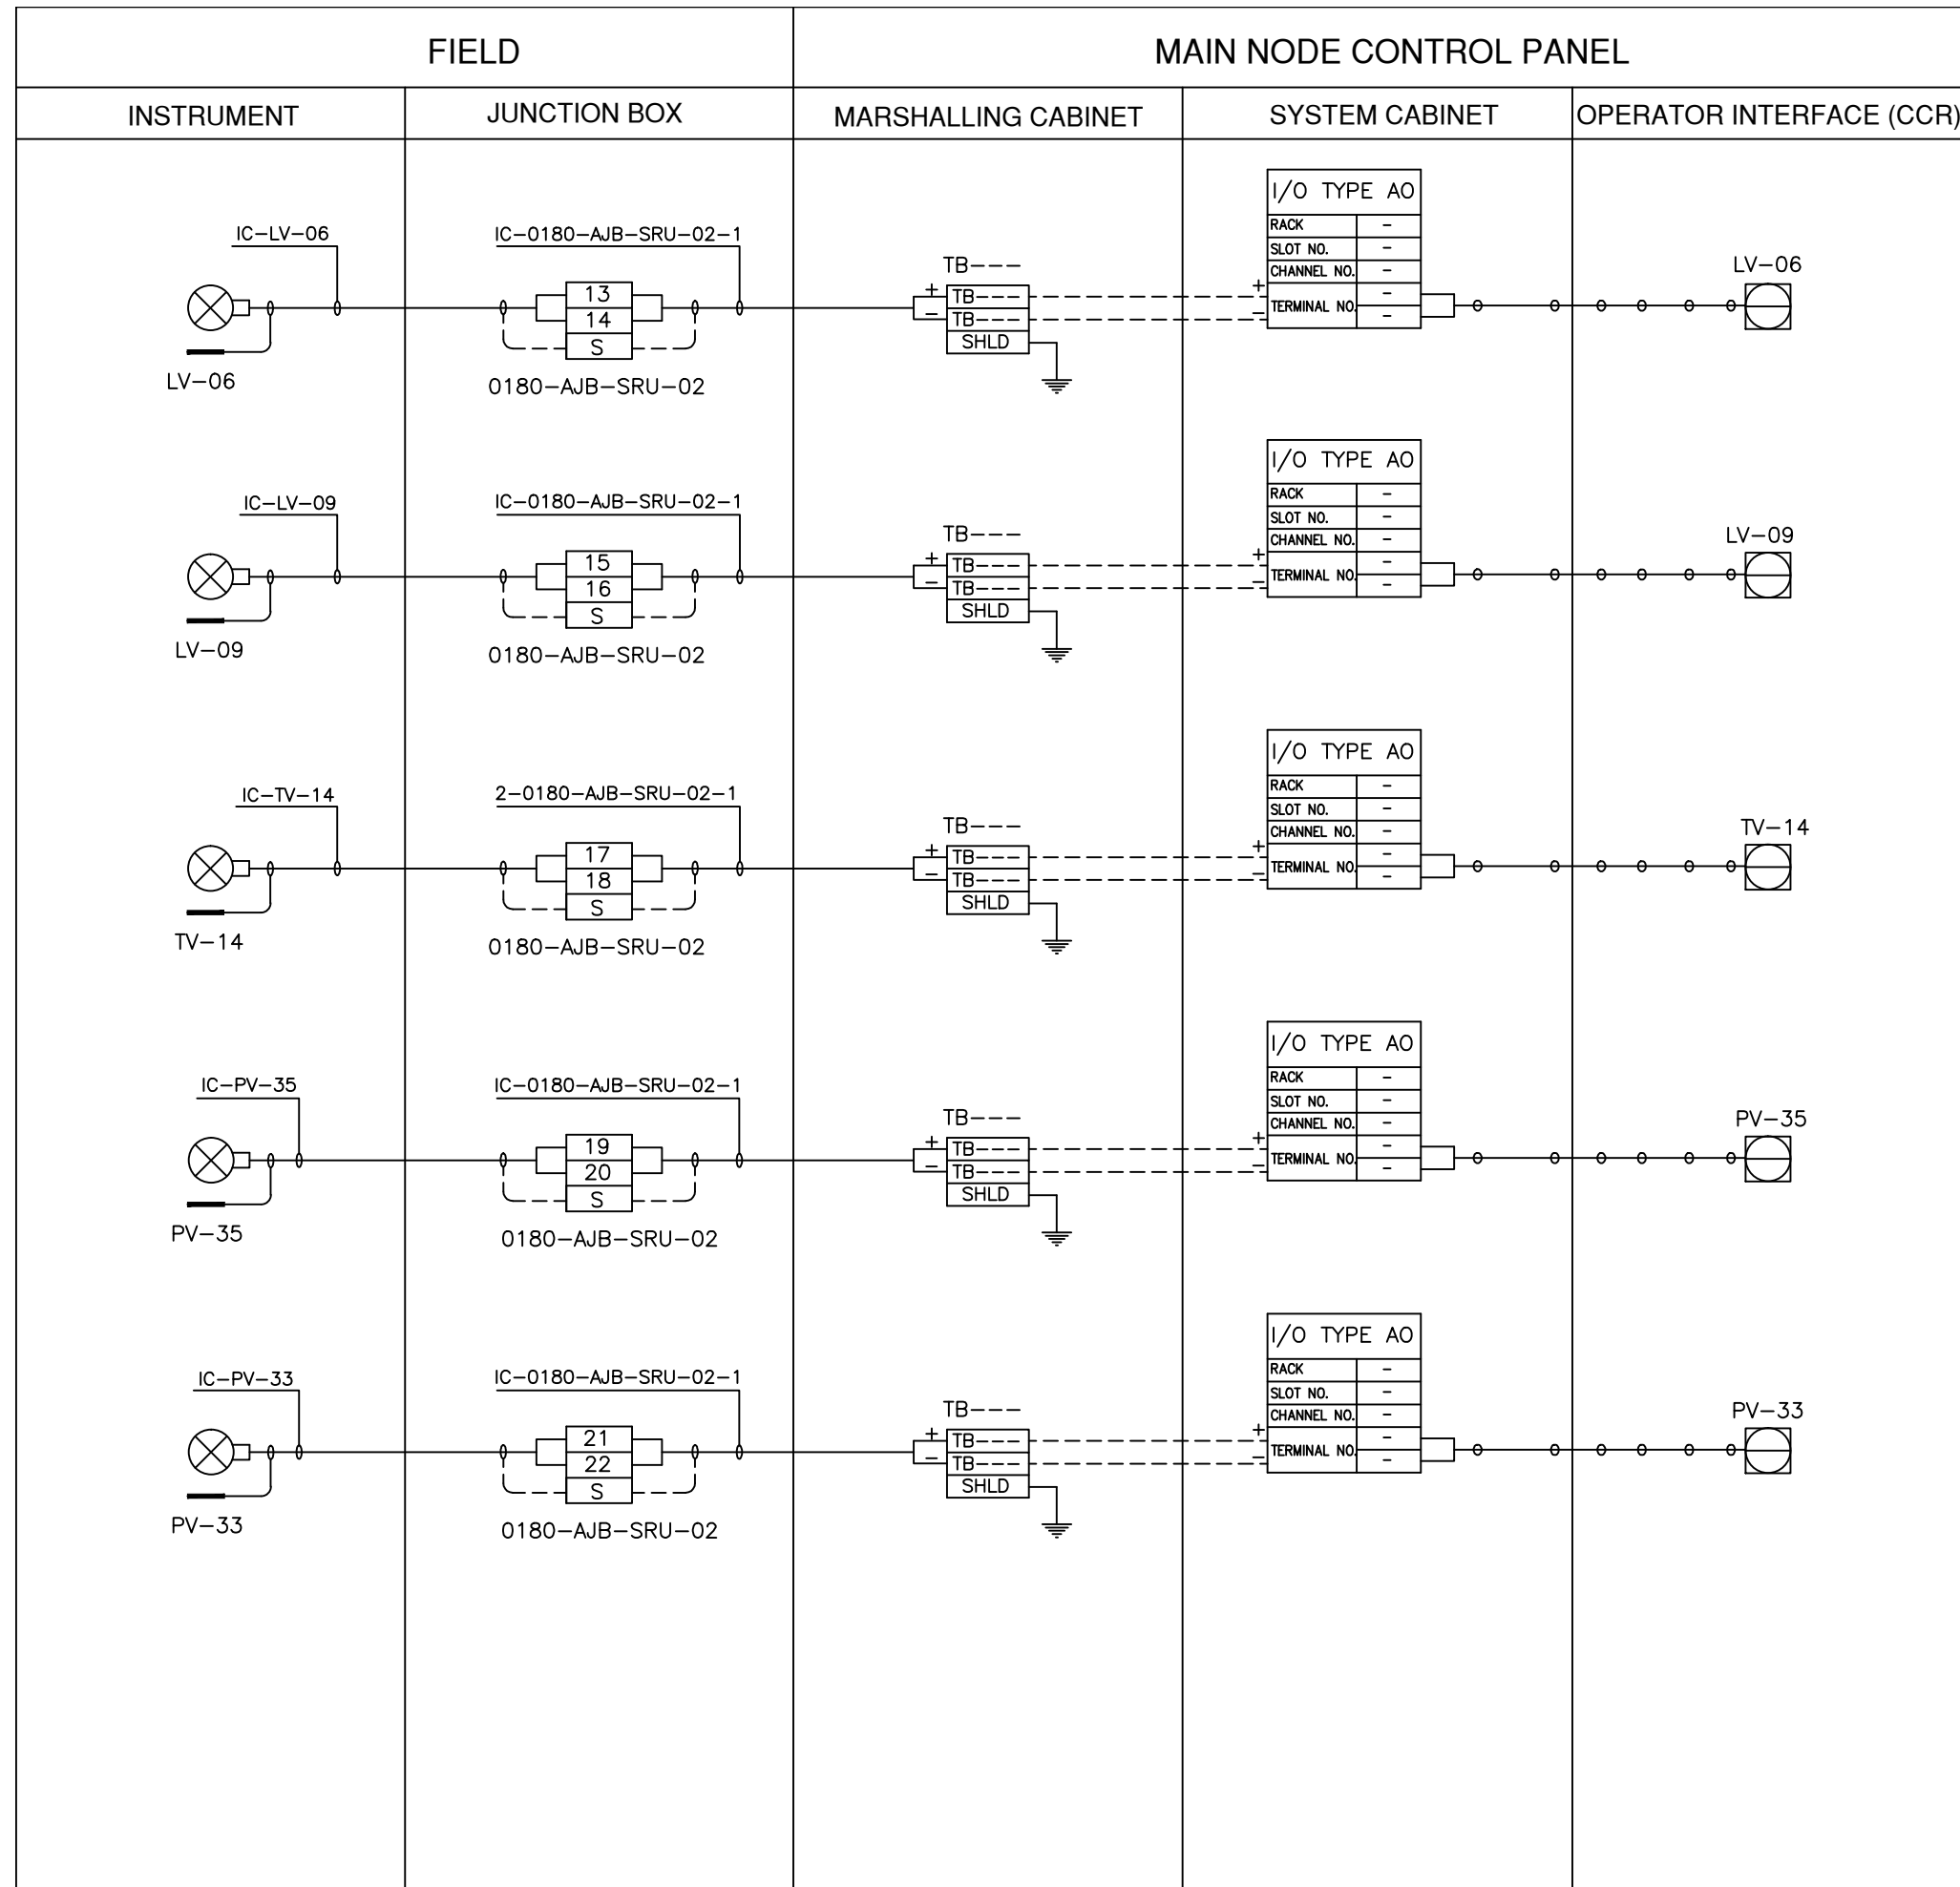 FIELD
MAIN NODE CONTROL PANEL
INSTRUMENT
JUNCTION BOX
MARSHALLING CABINET
SYSTEM CABINET
OPERATOR INTERFACE (CCR)
IC-LV-06
LV-06
IC-0180-AJB-SRU-02-1
13
14
S
0180-AJB-SRU-02
TB---
+ TB----
- TB----
SHLD
I/O TYPE AO
RACK -
SLOT NO. -
CHANNEL NO. -
+
-
TERMINAL NO. -
-
LV-06
IC-LV-09
LV-09
IC-0180-AJB-SRU-02-1
15
16
S
0180-AJB-SRU-02
TB---
+ TB----
- TB----
SHLD
I/O TYPE AO
RACK -
SLOT NO. -
CHANNEL NO. -
+
-
TERMINAL NO. -
-
LV-09
IC-TV-14
TV-14
2-0180-AJB-SRU-02-1
17
18
S
0180-AJB-SRU-02
TB---
+ TB----
- TB----
SHLD
I/O TYPE AO
RACK -
SLOT NO. -
CHANNEL NO. -
+
-
TERMINAL NO. -
-
TV-14
IC-PV-35
PV-35
IC-0180-AJB-SRU-02-1
19
20
S
0180-AJB-SRU-02
TB---
+ TB----
- TB----
SHLD
I/O TYPE AO
RACK -
SLOT NO. -
CHANNEL NO. -
+
-
TERMINAL NO. -
-
PV-35
IC-PV-33
PV-33
IC-0180-AJB-SRU-02-1
21
22
S
0180-AJB-SRU-02
TB---
+ TB----
- TB----
SHLD
I/O TYPE AO
RACK -
SLOT NO. -
CHANNEL NO. -
+
-
TERMINAL NO. -
-
PV-33